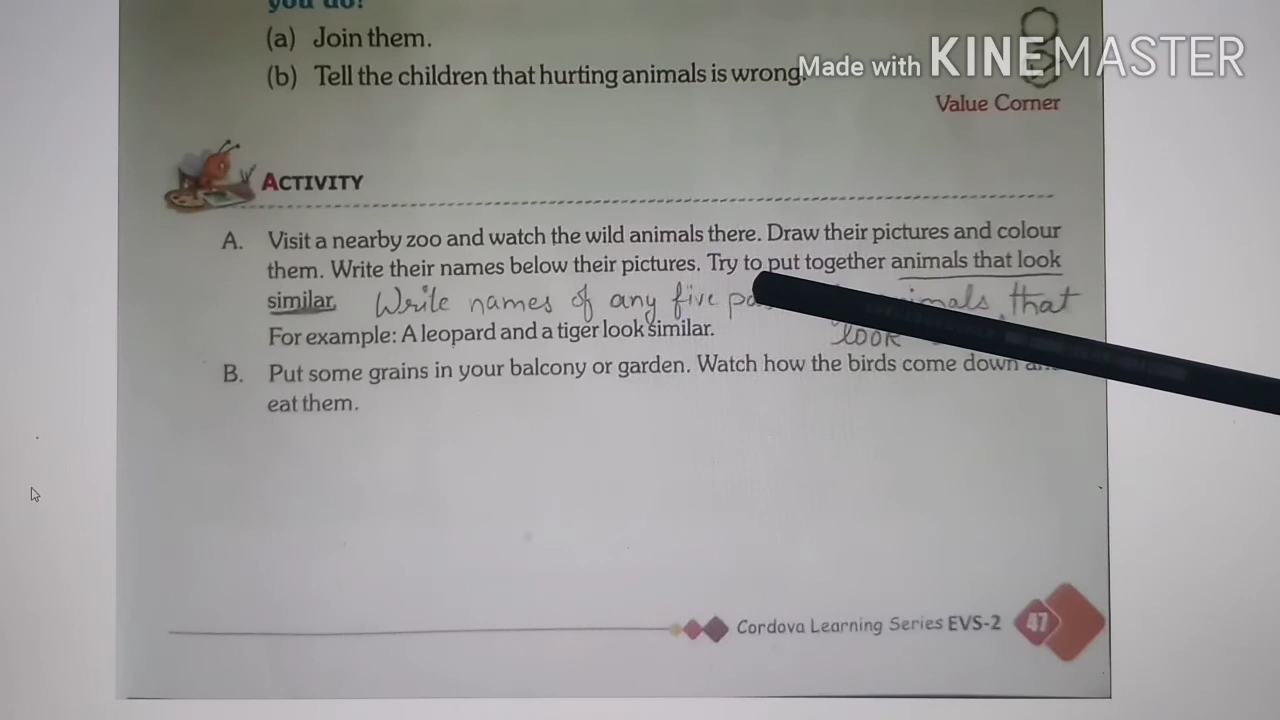 you do?
(a) Join them.
(b) Tell the children that hurting animals is wrong.
Made with KINEMASTER
Value Corner
ACTIVITY
A. Visit a nearby zoo and watch the wild animals there. Draw their pictures and colour
them. Write their names below their pictures. Try to put together animals that look
similar. Write names of any five animals that
look
For example: A leopard and a tiger look similar.
B. Put some grains in your balcony or garden. Watch how the birds come down
eat them.
Cordova Learning Series EVS-2 47